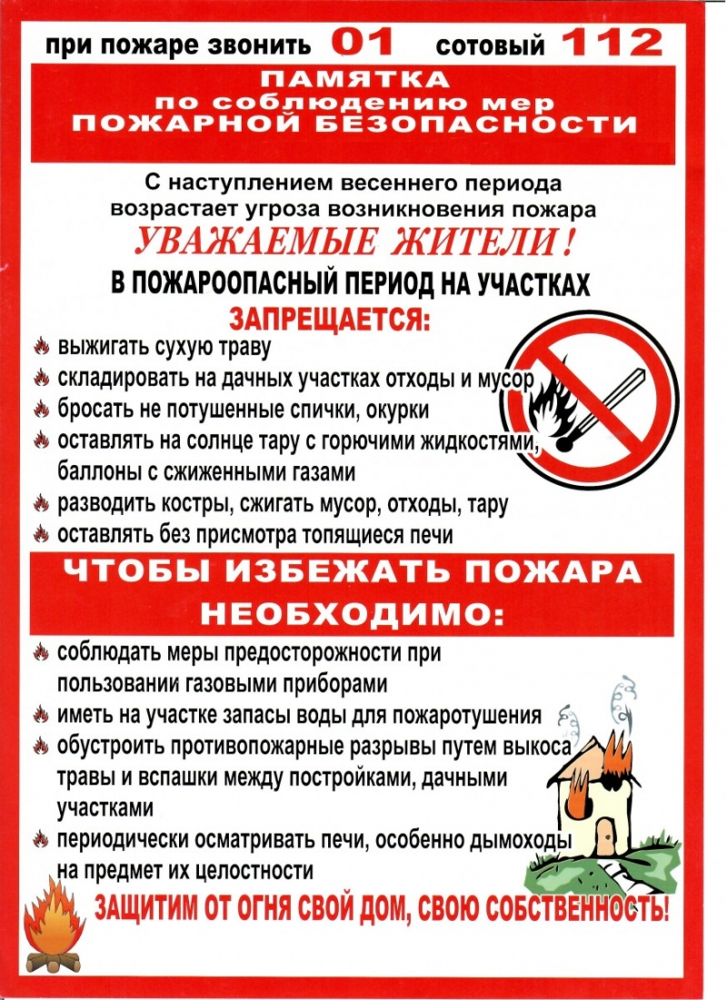 при пожаре звонить 01 сотовый 112
ПАМЯТКА
по соблюдению мер
ПОЖАРНОЙ БЕЗОПАСНОСТИ
С наступлением весеннего периода
возрастает угроза возникновения пожара
УВАЖАЕМЫЕ ЖИТЕЛИ!
В ПОЖАРООПАСНЫЙ ПЕРИОД НА УЧАСТКАХ
ЗАПРЕЩАЕТСЯ:
выжигать сухую траву
складировать на дачных участках отходы и мусор
бросать не потушенные спички, окурки
оставлять на солнце тару с горючими жидкостями,
баллоны с сжиженными газами
разводить костры, сжигать мусор, отходы, тару
оставлять без присмотра топящиеся печи
ЧТОБЫ ИЗБЕЖАТЬ ПОЖАРА
НЕОБХОДИМО:
соблюдать меры предосторожности при
пользовании газовыми приборами
иметь на участке запасы воды для пожаротушения
обустроить противопожарные разрывы путем выкоса
травы и вспашки между постройками, дачными
участками
периодически осматривать печи, особенно дымоходы
на предмет их целостности
ЗАЩИТИМ ОТ ОГНЯ СВОЙ ДОМ, СВОЮ СОБСТВЕННОСТЬ!